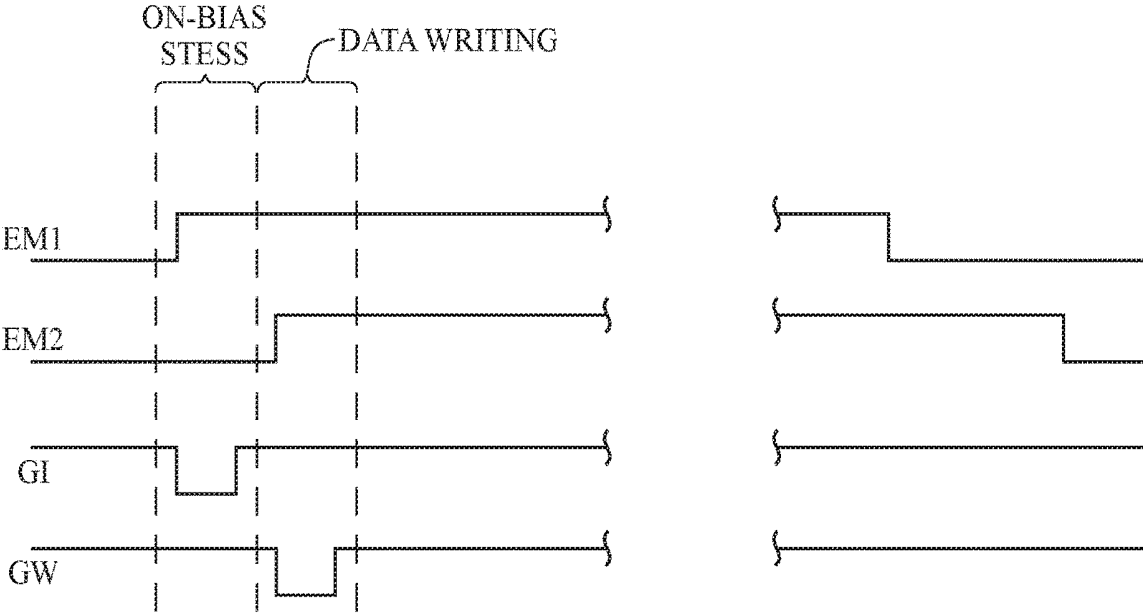 ON-BIAS
STESS
DATA WRITING
EM1
EM2
GI
GW